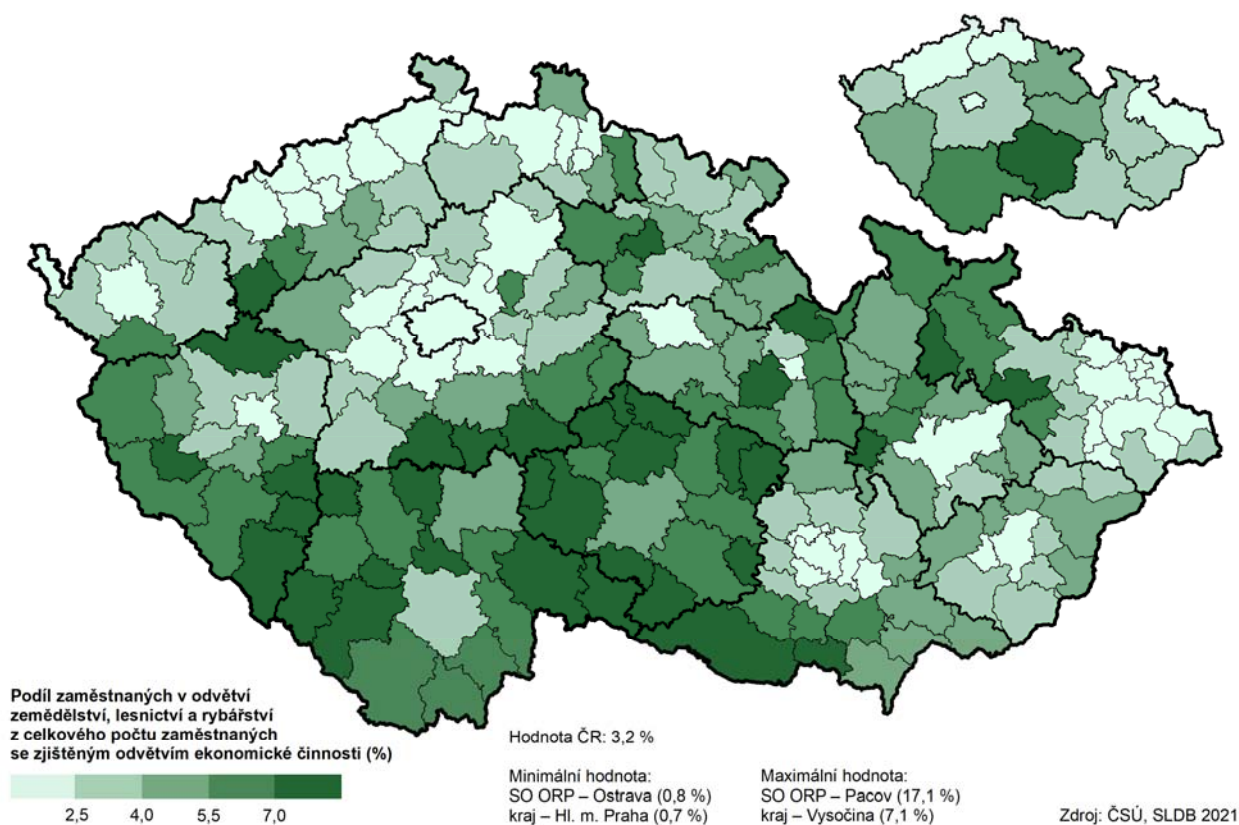 Podíl zaměstnaných v odvětví
zemědělství, lesnictví a rybářství
z celkového počtu zaměstnaných
se zjištěným odvětvím ekonomické činnosti (%)
2,5 4,0 5,5 7,0
Hodnota ČR: 3,2 %
Minimální hodnota:
SO ORP – Ostrava (0,8 %)
kraj – Hl. m. Praha (0,7 %)
Maximální hodnota:
SO ORP – Pacov (17,1 %)
kraj – Vysočina (7,1 %)
Zdroj: ČSÚ, SLDB 2021